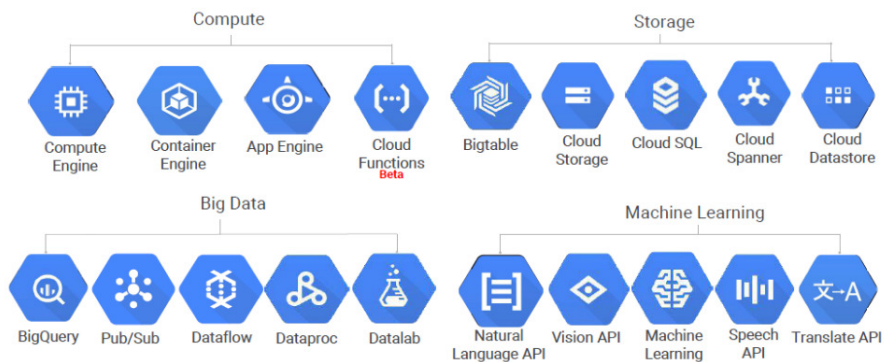 Compute
Compute
Engine
Container
Engine
App Engine
Cloud
Functions
Beta
Storage
Bigtable
Cloud
Storage
Cloud SQL
Cloud
Spanner
Cloud
Datastore
Big Data
BigQuery
Pub/Sub
Dataflow
Dataproc
Datalab
Machine Learning
Natural
Language API
Vision API
Machine
Learning
Speech
API
文→A
Translate API